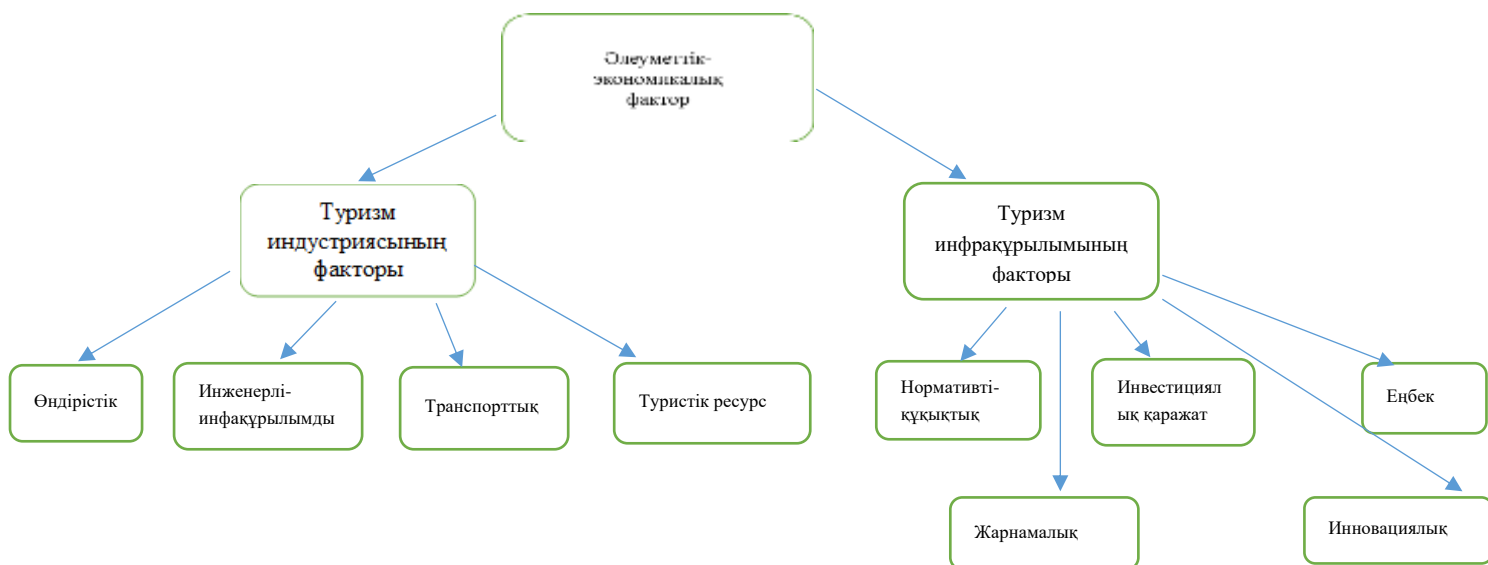 Әлеуметтік-
экономикалық
фактор
Туризм
индустриясының
факторы
Туризм
инфрақұрылымының
факторы
Өндірістік
Инженерлі-
инфақұрылымды
Транспорттық
Туристік ресурс
Нормативті-
құқықтық
Инвестициял
ық қаражат
Еңбек
Жарнамалық
Инновациялық